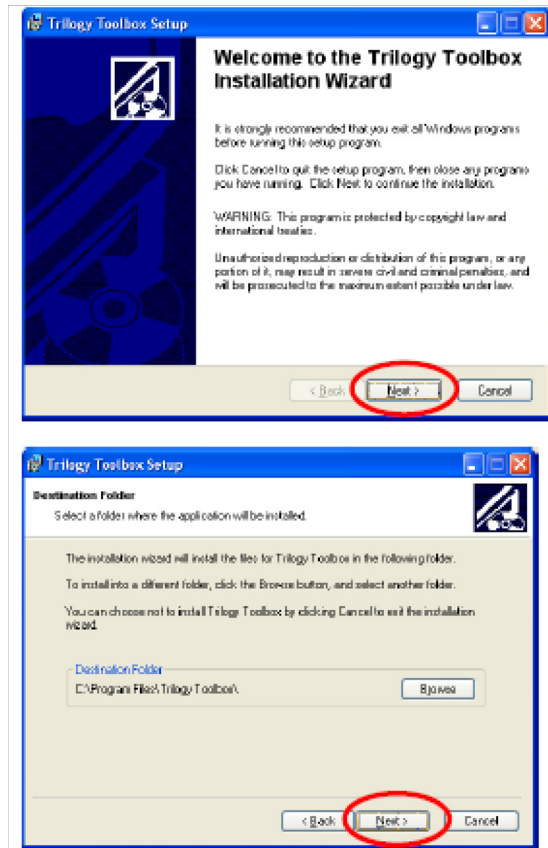 Trilogy Toolbox Setup
Welcome to the Trilogy Toolbox
Installation Wizard
It is strongly recommended that you exit all Windows programs
before running this setup program.
Click Cancel to quit the setup program, then close any programs
you have running. Click Next to continue the installation.
WARNING: This program is protected by copyright law and
international treaties.
Unauthorized reproduction or distribution of this program, or any
portion of it, may result in severe civil and criminal penalties, and
will be prosecuted to the maximum extent possible under law.
< Back Next > Cancel
Trilogy Toolbox Setup
Destination Folder
Select a folder where the application will be installed.
The installation wizard will install the files for Trilogy Toolbox in the following folder.
To install into a different folder, click the Browse button, and select another folder.
You can choose not to install Trilogy Toolbox by clicking Cancel to exit the installation
wizard.
Destination Folder
C:\Program Files\Trilogy Toolbox\
Browse
< Back Next > Cancel